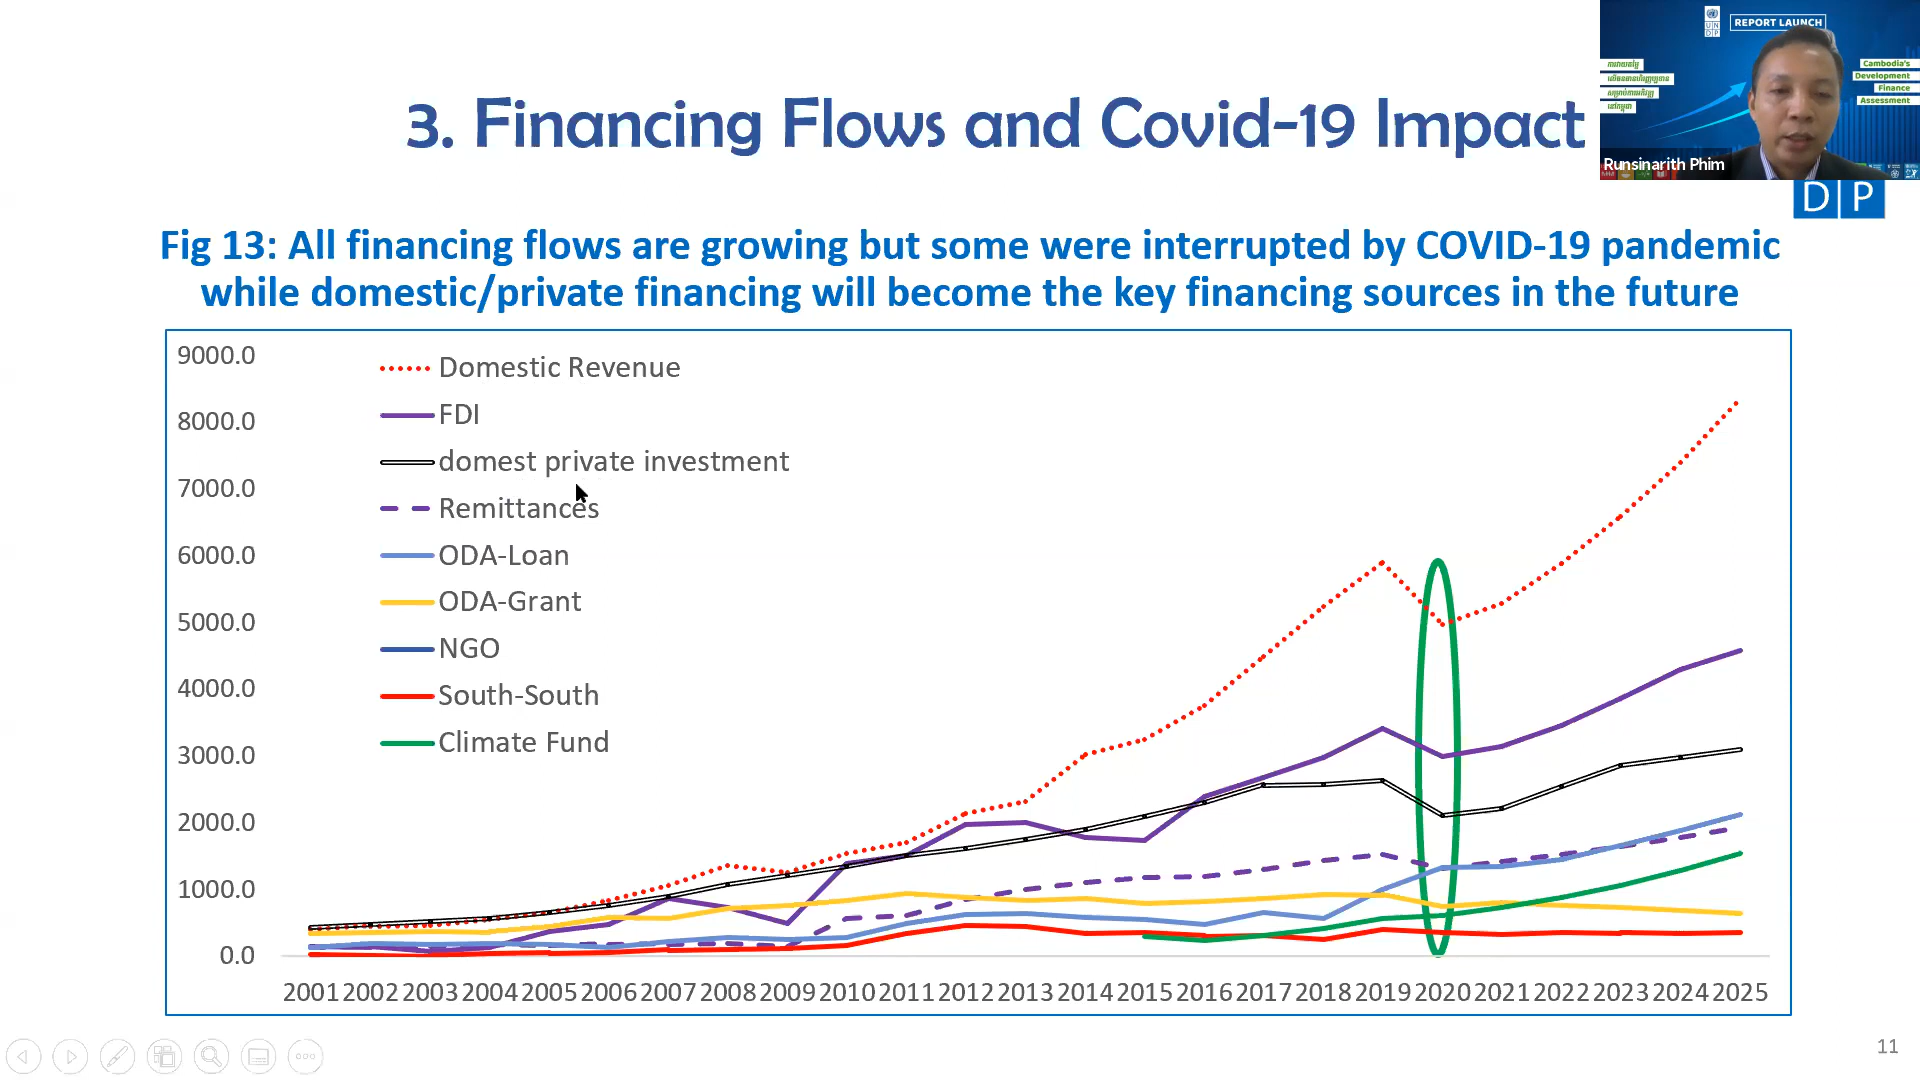 REPORT LAUNCH
UN
DP
Cambodia's
Development
Finance
Assessment
Runsinarith Phim
D P
3. Financing Flows and Covid-19 Impact
Fig 13: All financing flows are growing but some were interrupted by COVID-19 pandemic
while domestic/private financing will become the key financing sources in the future
9000.0
8000.0
7000.0
6000.0
5000.0
4000.0
3000.0
2000.0
1000.0
0.0
Domestic Revenue
FDI
domest private investment
Remittances
ODA-Loan
ODA-Grant
NGO
South-South
Climate Fund
2001 2002 2003 2004 2005 2006 2007 2008 2009 2010 2011 2012 2013 2014 2015 2016 2017 2018 2019 2020 2021 2022 2023 2024 2025
11